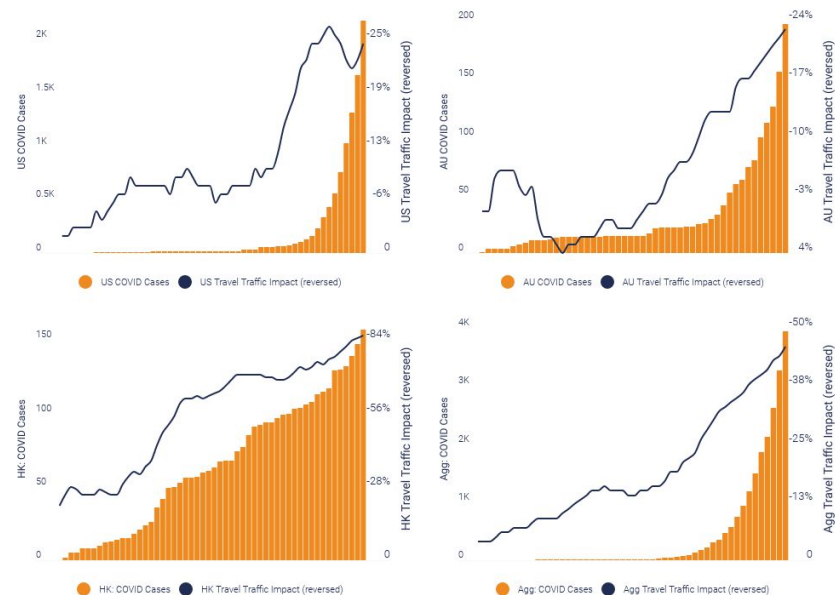 2K
1.5K
1K
0.5K
0
US COVID Cases
-25%
-19%
-13%
-6%
0
US Travel Traffic Impact (reversed)
US COVID Cases US Travel Traffic Impact (reversed)
200
150
100
50
0
AU COVID Cases
-24%
-17%
-10%
-3%
4%
AU Travel Traffic Impact (reversed)
AU COVID Cases AU Travel Traffic Impact (reversed)
150
100
50
0
HK: COVID Cases
-84%
-56%
-28%
0
HK Travel Traffic Impact (reversed)
HK: COVID Cases HK Travel Traffic Impact (reversed)
4K
3K
2K
1K
0
Agg: COVID Cases
-50%
-38%
-25%
-13%
0
Agg Travel Traffic Impact (reversed)
Agg: COVID Cases Agg Travel Traffic Impact (reversed)